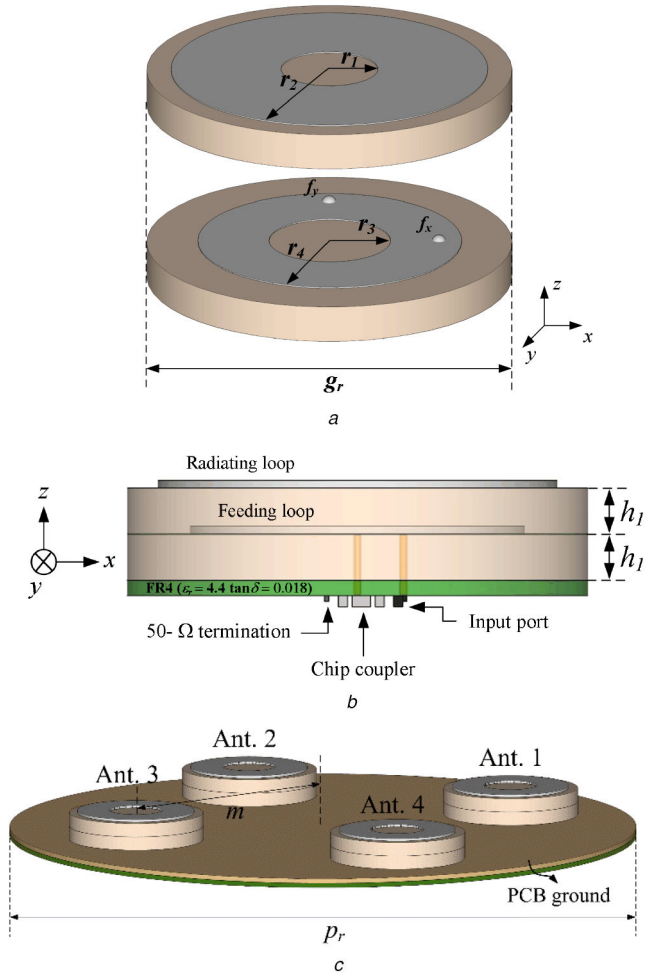 r1
r2
fy
r3
fx
r4
z
x
y
gr
a
Radiating loop
z
Feeding loop
h1
x
h1
y
FR4 (εr = 4.4 tanδ = 0.018)
50- Ω termination
Input port
Chip coupler
b
Ant. 2
Ant. 3
Ant. 1
m
Ant. 4
PCB ground
pr
c